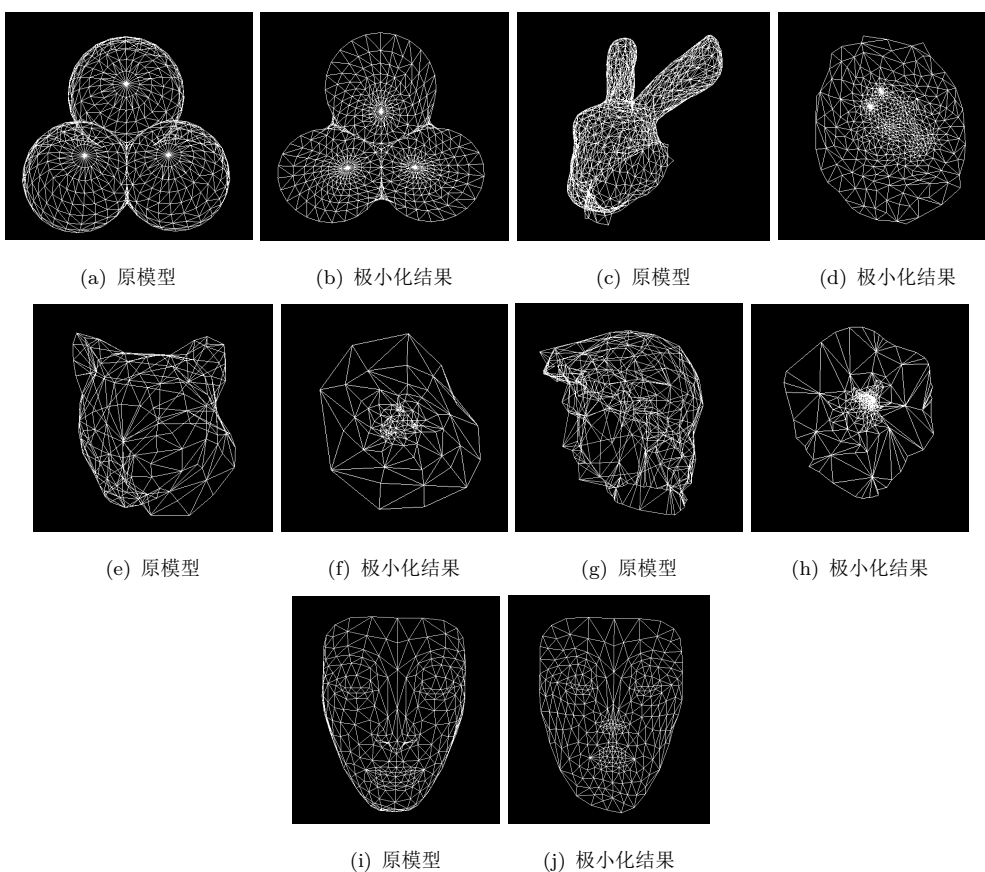 (a) 原模型 (b) 极小化结果 (c) 原模型 (d) 极小化结果
(e) 原模型 (f) 极小化结果 (g) 原模型 (h) 极小化结果
(i) 原模型 (j) 极小化结果